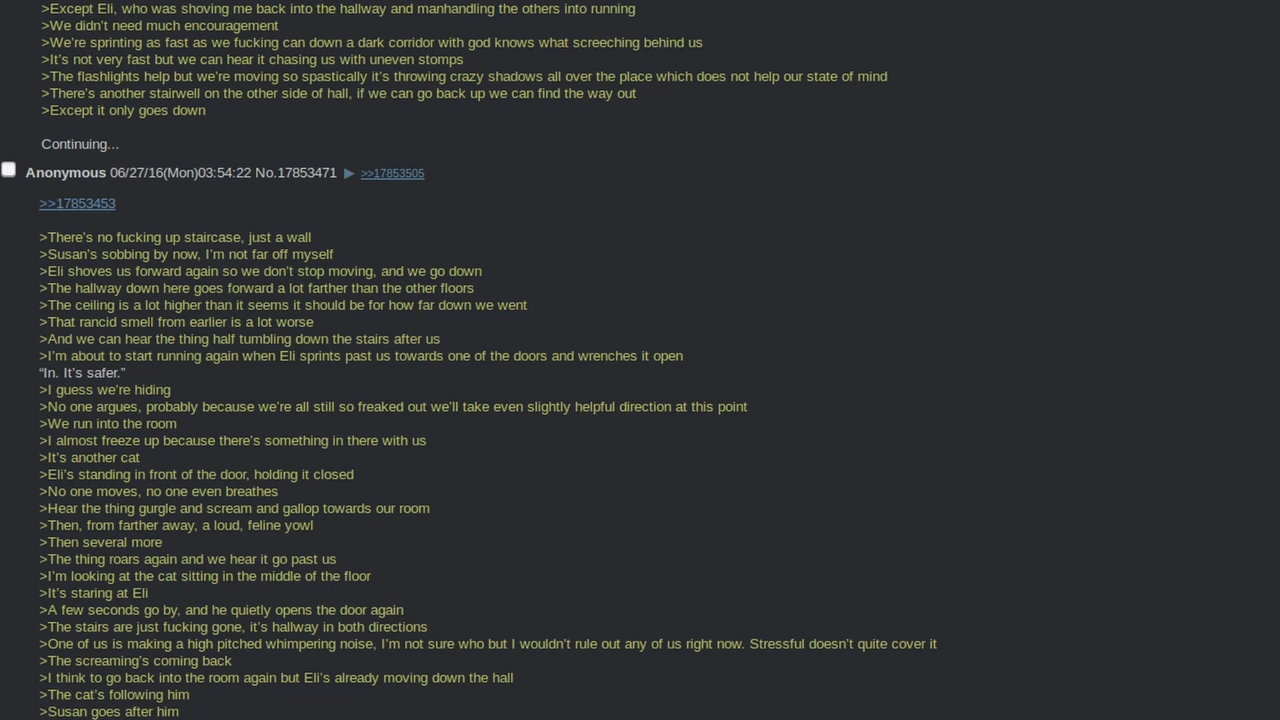 >Except Eli, who was shoving me back into the hallway and manhandling the others into running
>We didn't need much encouragement
>We're sprinting as fast as we fucking can down a dark corridor with god knows what screeching behind us
>It's not very fast but we can hear it chasing us with uneven stomps
>The flashlights help but we're moving so spastically it's throwing crazy shadows all over the place which does not help our state of mind
>There's another stairwell on the other side of hall, if we can go back up we can find the way out
>Except it only goes down
Continuing...
Anonymous 06/27/16(Mon)03:54:22 No.17853471 ▶ >>17853505
>>17853453
>There's no fucking up staircase, just a wall
>Susan's sobbing by now, I'm not far off myself
>Eli shoves us forward again so we don't stop moving, and we go down
>The hallway down here goes forward a lot farther than the other floors
>The ceiling is a lot higher than it seems it should be for how far down we went
>That rancid smell from earlier is a lot worse
>And we can hear the thing half tumbling down the stairs after us
>I'm about to start running again when Eli sprints past us towards one of the doors and wrenches it open
“In. It's safer.”
>I guess we're hiding
>No one argues, probably because we're all still so freaked out we'll take even slightly helpful direction at this point
>We run into the room
>I almost freeze up because there's something in there with us
>It's another cat
>Eli's standing in front of the door, holding it closed
>No one moves, no one even breathes
>Hear the thing gurgle and scream and gallop towards our room
>Then, from farther away, a loud, feline yowl
>Then several more
>The thing roars again and we hear it go past us
>I'm looking at the cat sitting in the middle of the floor
>It's staring at Eli
>A few seconds go by, and he quietly opens the door again
>The stairs are just fucking gone, it's hallway in both directions
>One of us is making a high pitched whimpering noise, I'm not sure who but I wouldn't rule out any of us right now. Stressful doesn't quite cover it
>The screaming's coming back
>I think to go back into the room again but Eli's already moving down the hall
>The cat's following him
>Susan goes after him